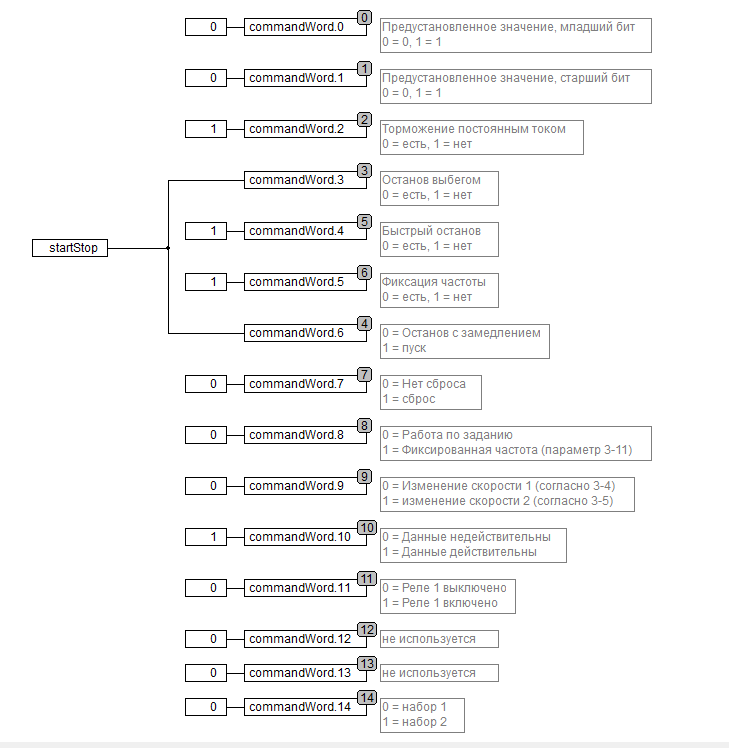 0
commandWord.0
0
Предустановленное значение, младший бит
0 = 0, 1 = 1
0
commandWord.1
1
Предустановленное значение, старший бит
0 = 0, 1 = 1
1
commandWord.2
2
Торможение постоянным током
0 = есть, 1 = нет
commandWord.3
3
Останов выбегом
0 = есть, 1 = нет
1
commandWord.4
5
Быстрый останов
0 = есть, 1 = нет
startStop
1
commandWord.5
6
Фиксация частоты
0 = есть, 1 = нет
commandWord.6
4
0 = Останов с замедлением
1 = пуск
0
commandWord.7
7
0 = Нет сброса
1 = сброс
0
commandWord.8
8
0 = Работа по заданию
1 = Фиксированная частота (параметр 3-11)
0
commandWord.9
9
0 = Изменение скорости 1 (согласно 3-4)
1 = изменение скорости 2 (согласно 3-5)
1
commandWord.10
10
0 = Данные недействительны
1 = Данные действительны
0
commandWord.11
11
0 = Реле 1 выключено
1 = Реле 1 включено
0
commandWord.12
12
не используется
0
commandWord.13
13
не используется
0
commandWord.14
14
0 = набор 1
1 = набор 2